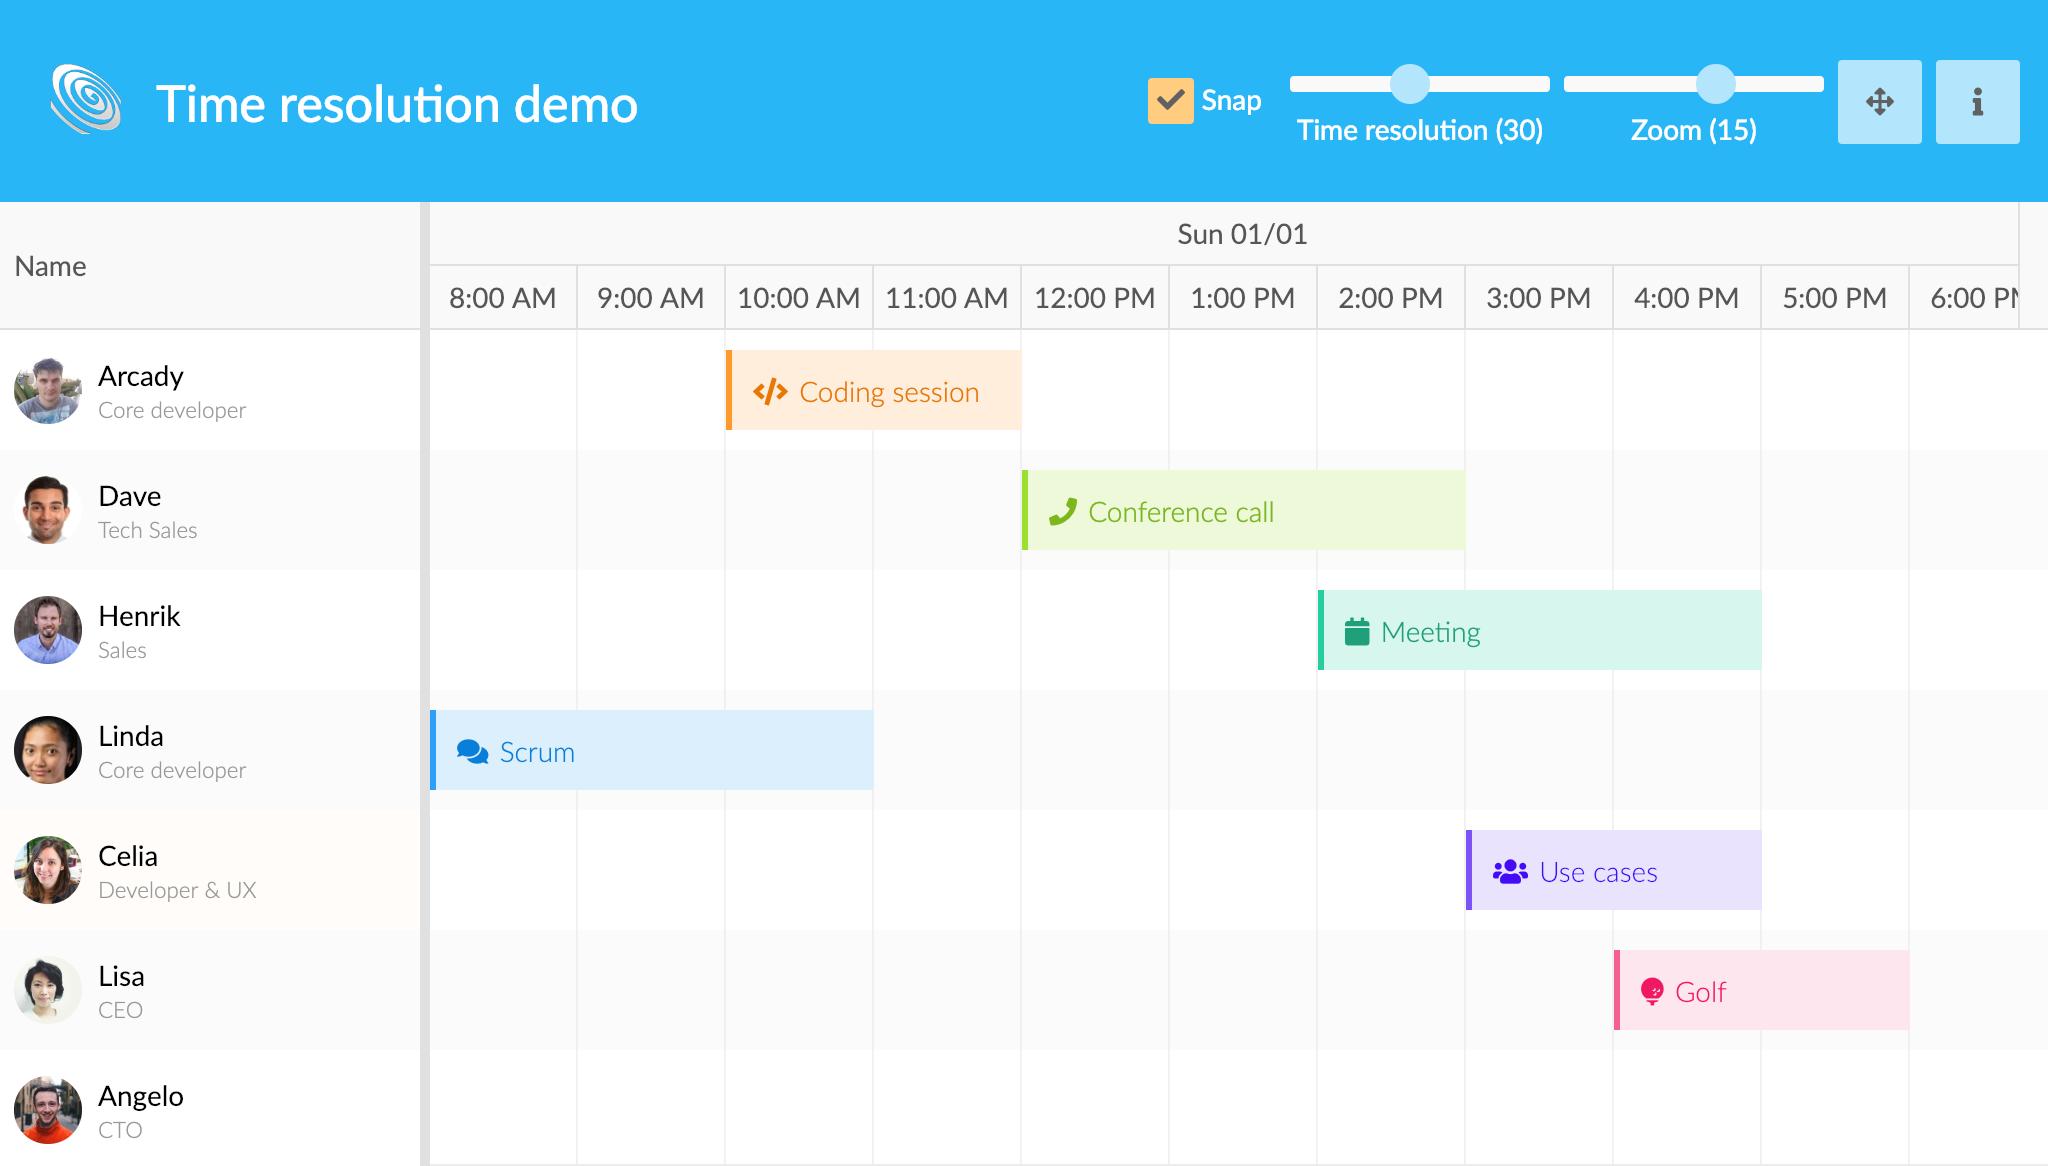 Time resolution demo
Snap
Time resolution (30)
Zoom (15)
Name
Sun 01/01
8:00 AM 9:00 AM 10:00 AM 11:00 AM 12:00 PM 1:00 PM 2:00 PM 3:00 PM 4:00 PM 5:00 PM 6:00 PM
Arcady
Core developer
Coding session
Dave
Tech Sales
Conference call
Henrik
Sales
Meeting
Linda
Core developer
Scrum
Celia
Developer & UX
Use cases
Lisa
CEO
Golf
Angelo
CTO